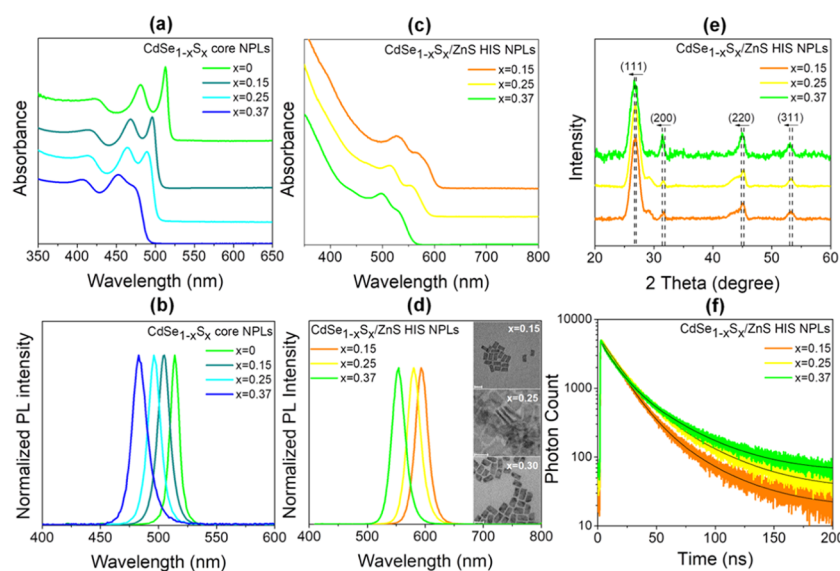 (a)
CdSe1-xSx core NPLs
x=0
x=0.15
x=0.25
x=0.37
Absorbance
350 400 450 500 550 600 650 700
Wavelength (nm)
(c)
CdSe1-xSx/ZnS HIS NPLs
x=0.15
x=0.25
x=0.37
Absorbance
400 500 600 700 800
Wavelength (nm)
(e)
CdSe1-xSx/ZnS HIS NPLs
x=0.15
x=0.25
x=0.37
(111)
(200)
(220)
(311)
Intensity
20 30 40 50 60
2 Theta (degree)
(b)
CdSe1-xSx core NPLs
x=0
x=0.15
x=0.25
x=0.37
Normalized PL intensity
400 450 500 550 600
Wavelength (nm)
(d)
CdSe1-xSx/ZnS HIS NPLs
x=0.15
x=0.25
x=0.37
x=0.15
x=0.25
x=0.30
Normalized PL Intensity
400 500 600 700 800
Wavelength (nm)
(f)
CdSe1-xSx/ZnS HIS NPLs
x=0.15
x=0.25
x=0.37
10000
1000
100
10
Photon Count
0 50 100 150 200
Time (ns)